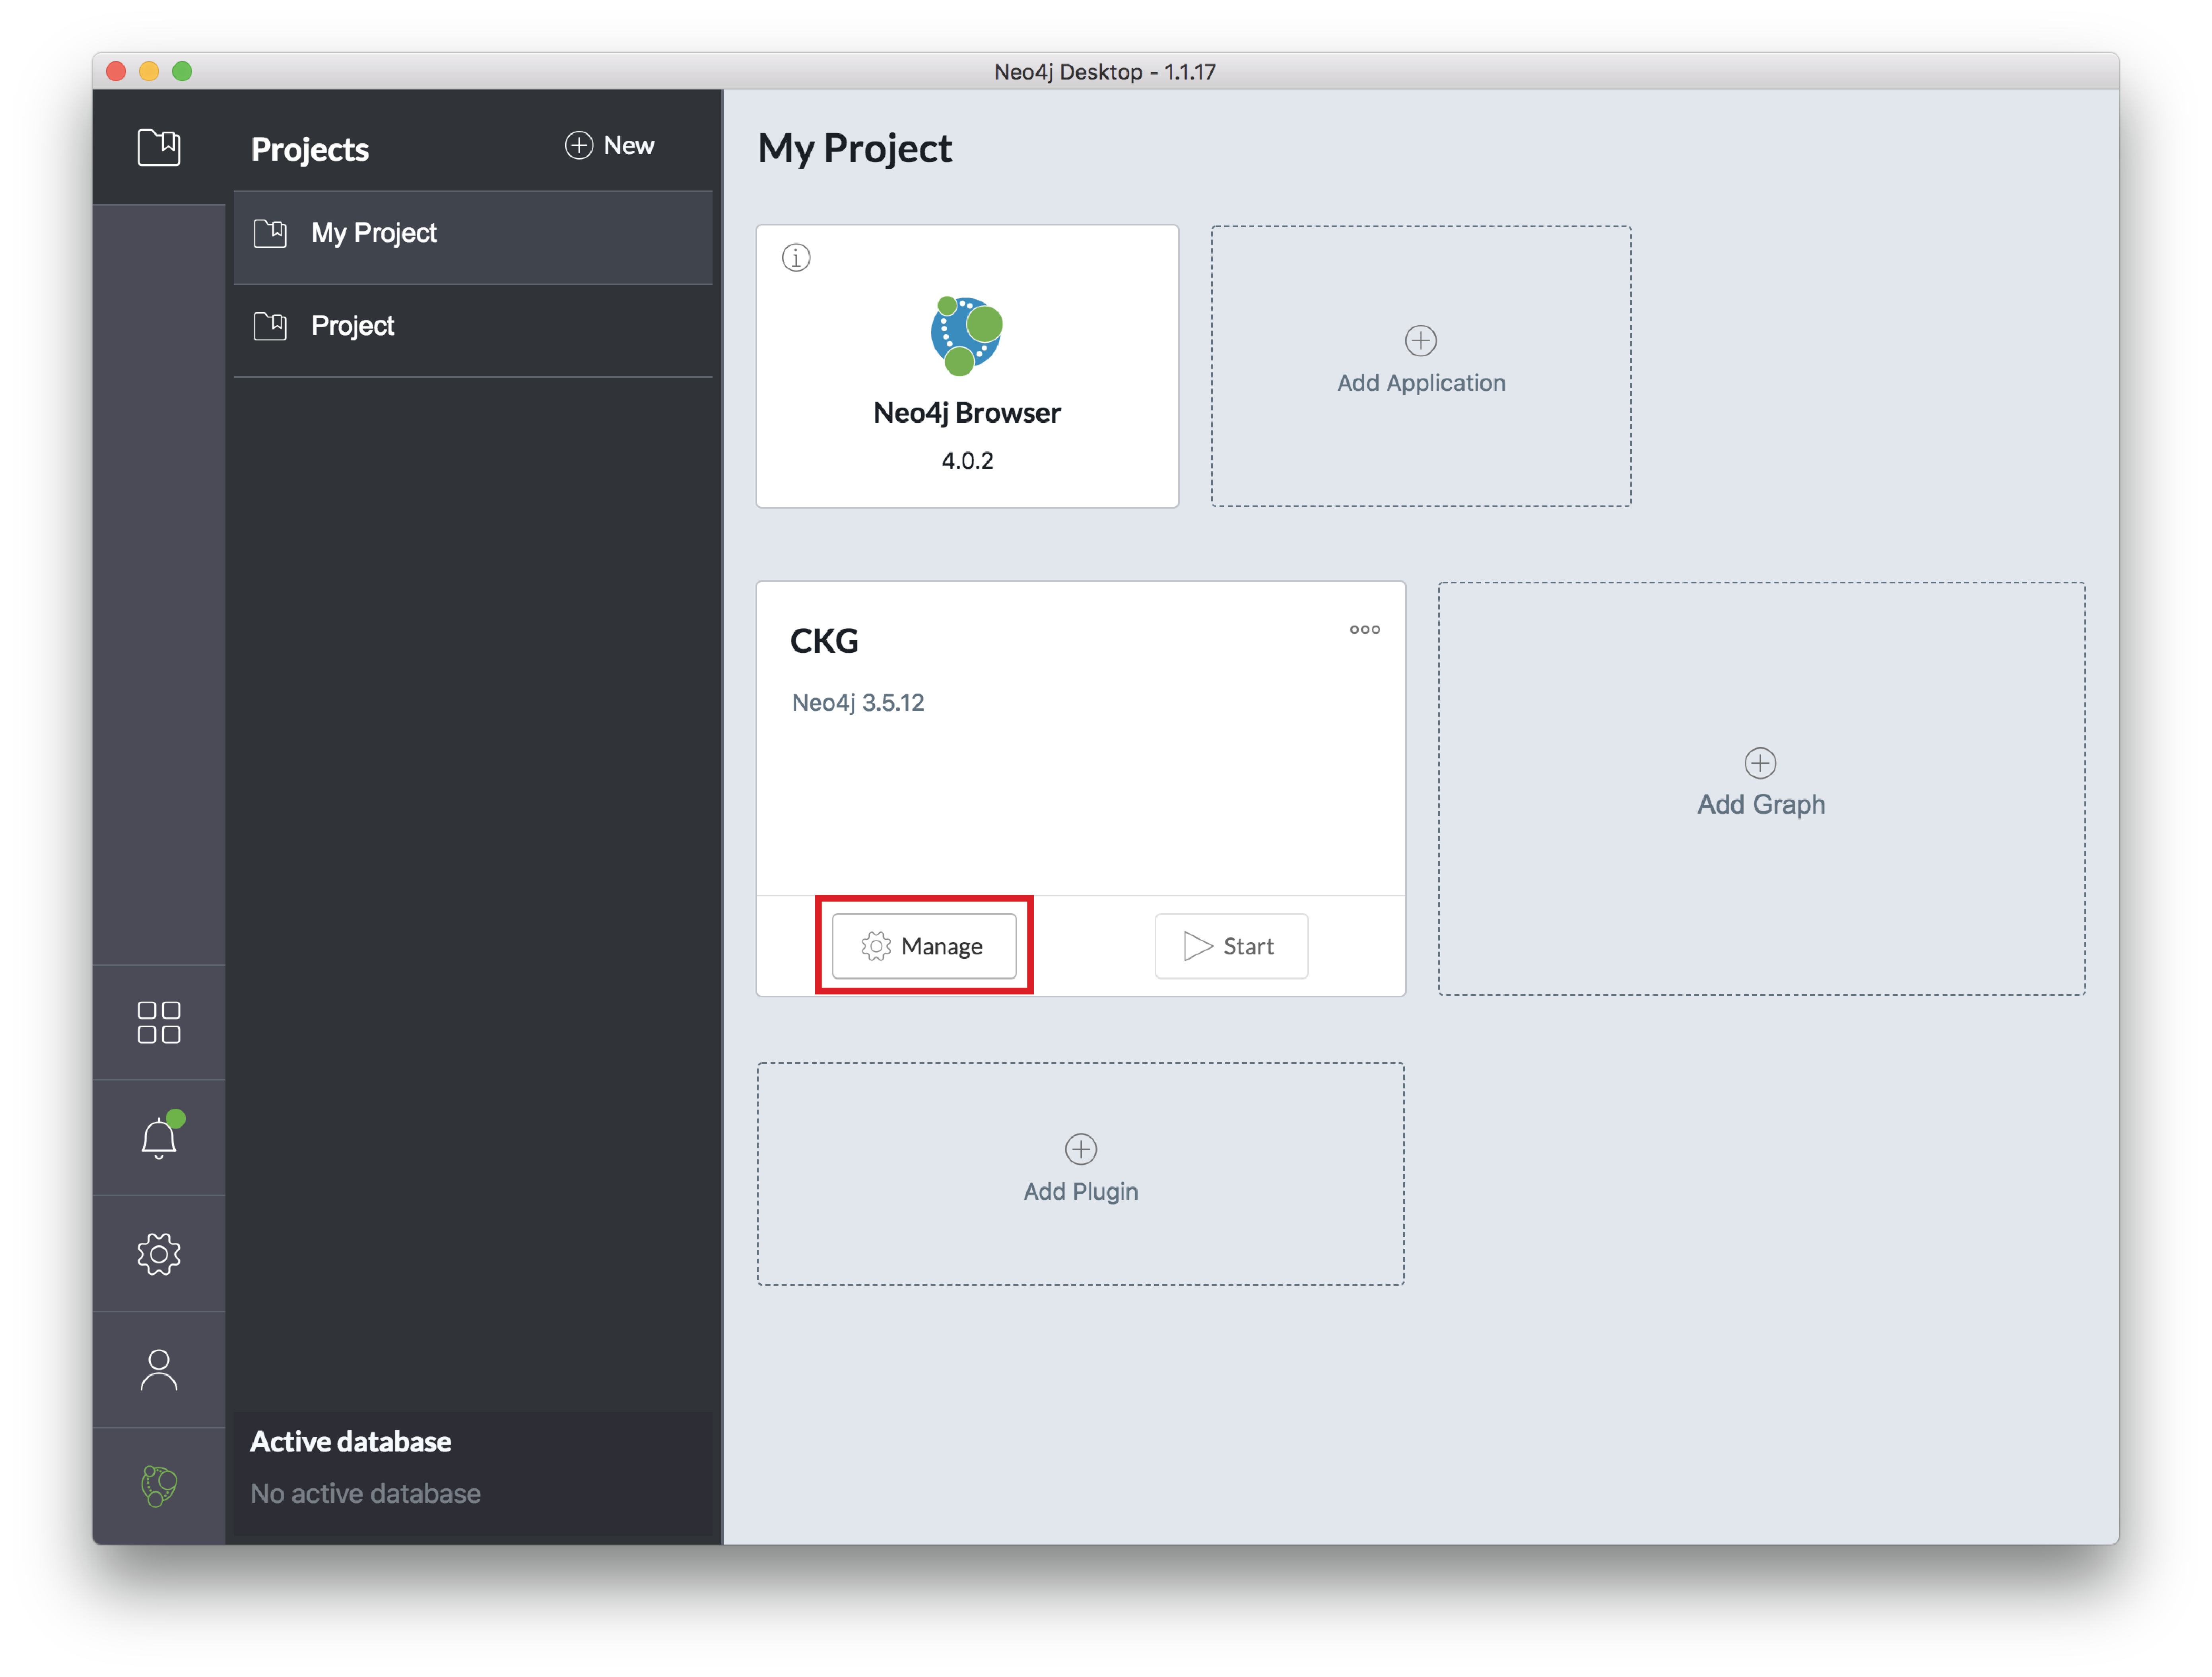 Neo4j Desktop - 1.1.17
Projects
New
My Project
Project
Active database
No active database
My Project
Neo4j Browser
4.0.2
Add Application
CKG
Neo4j 3.5.12
Manage
Start
Add Graph
Add Plugin